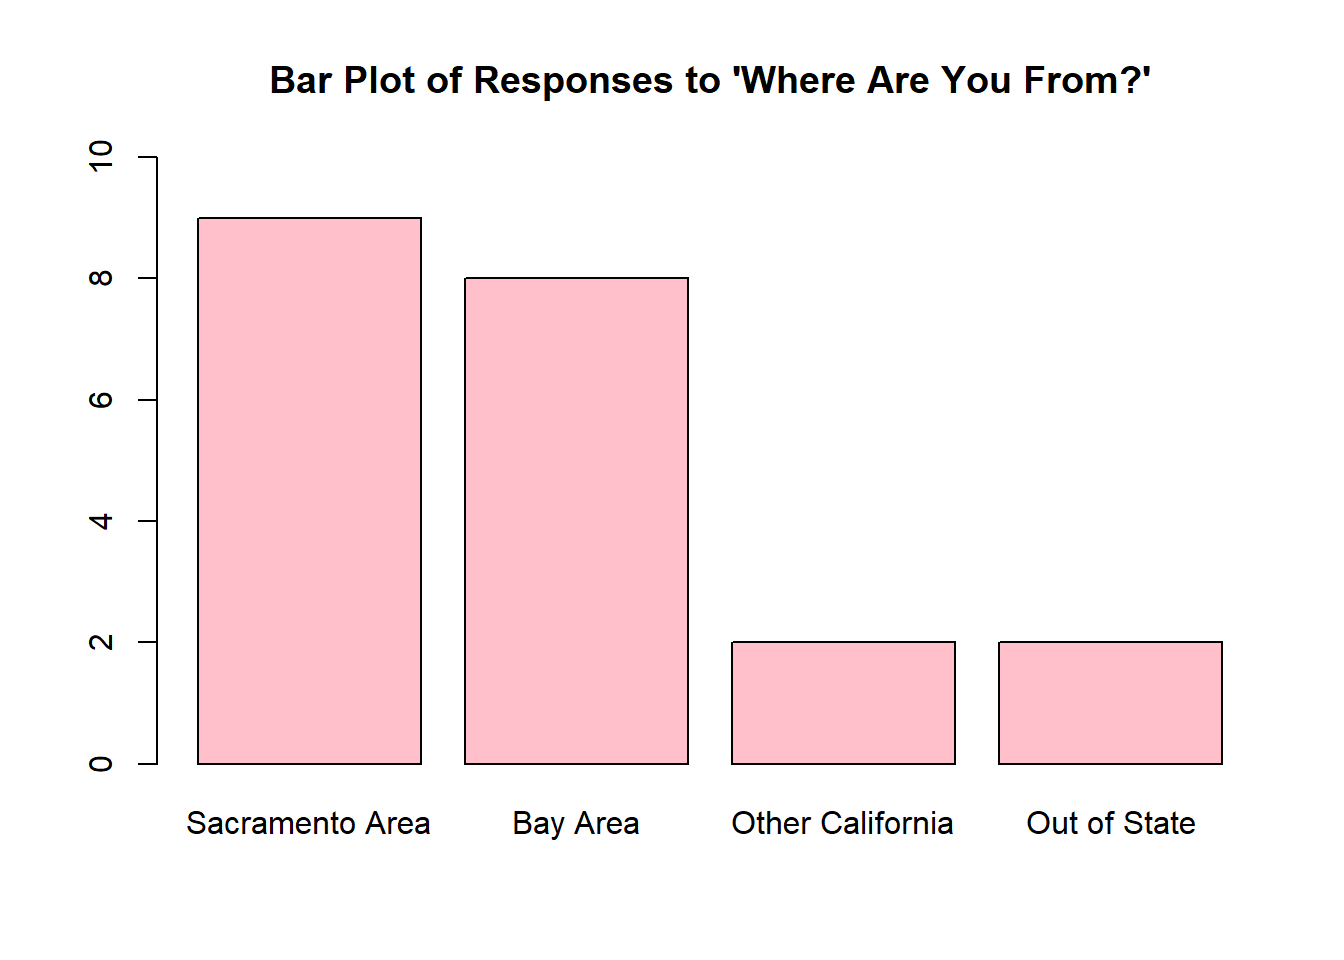 Bar Plot of Responses to 'Where Are You From?'
10
8
6
4
2
0
Sacramento Area
Bay Area
Other California
Out of State